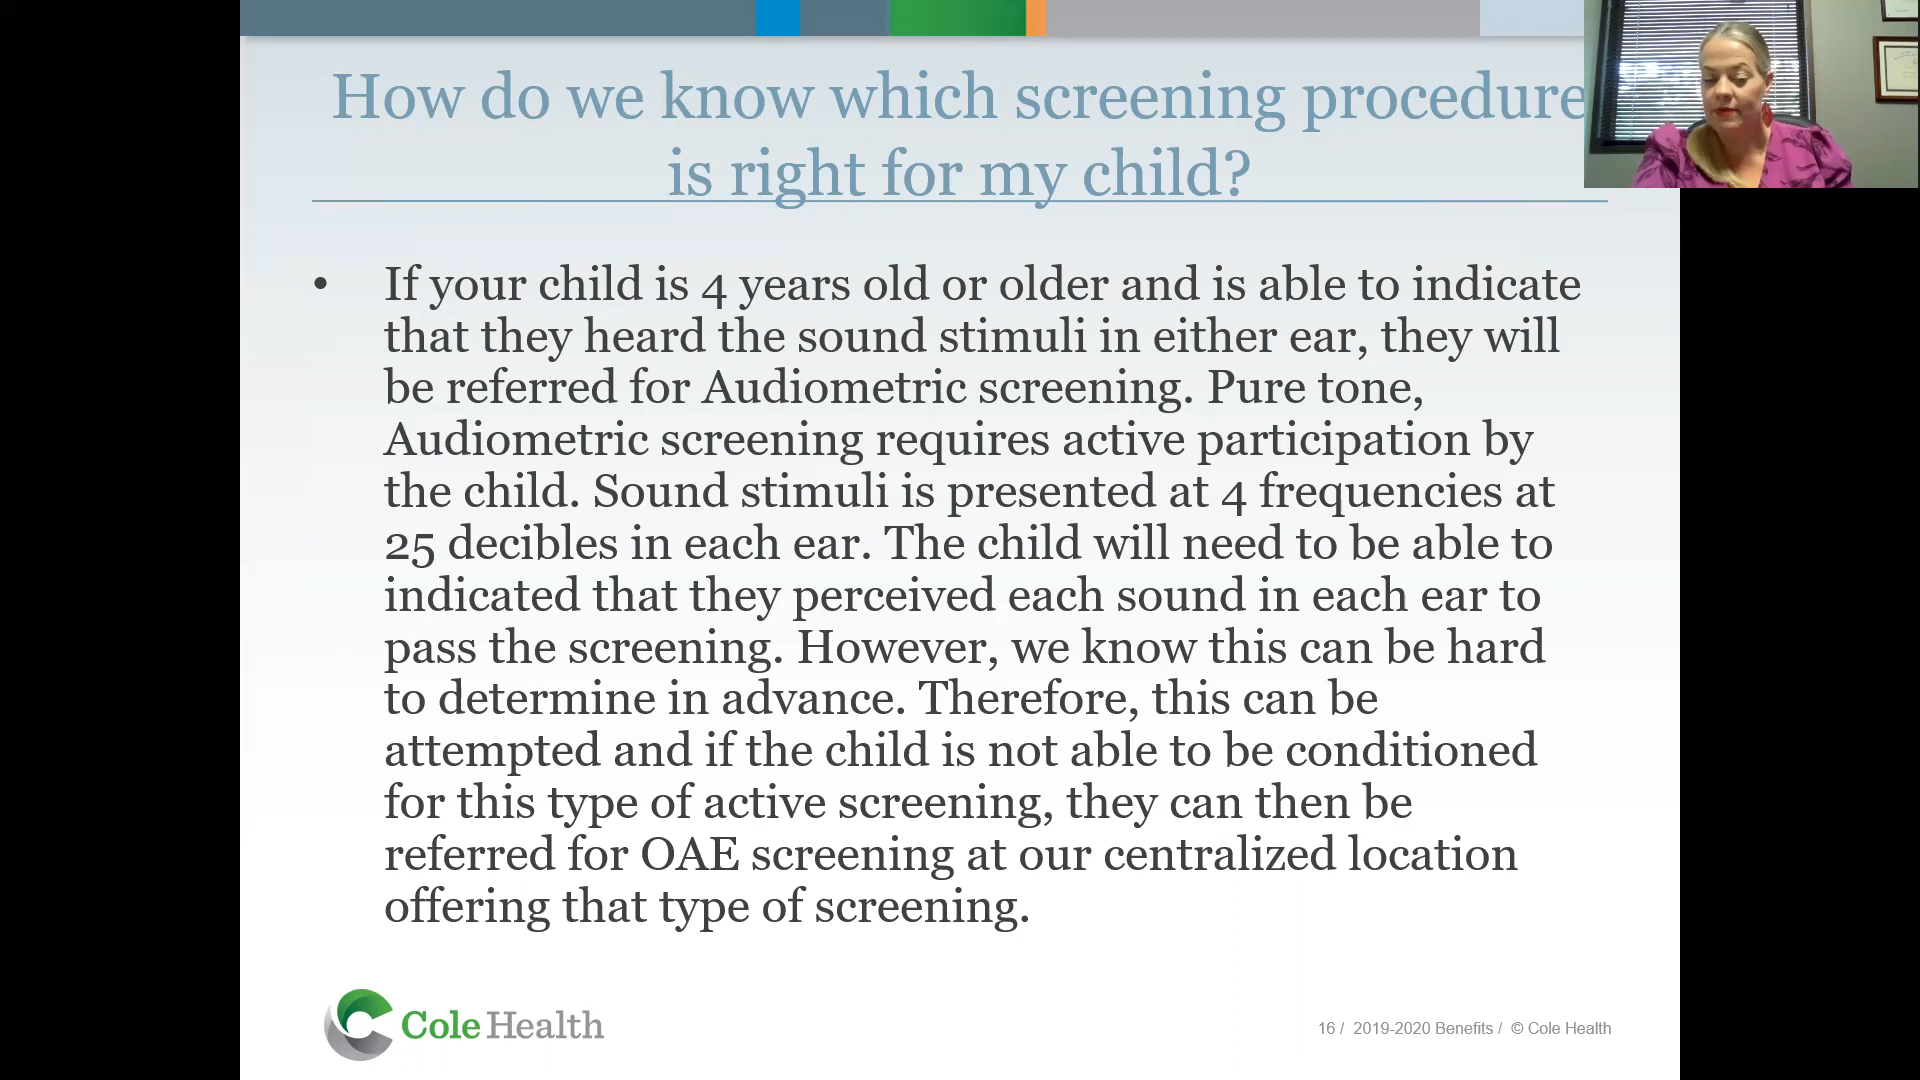 How do we know which screening procedure
is right for my child?
• If your child is 4 years old or older and is able to indicate
that they heard the sound stimuli in either ear, they will
be referred for Audiometric screening. Pure tone,
Audiometric screening requires active participation by
the child. Sound stimuli is presented at 4 frequencies at
25 decibles in each ear. The child will need to be able to
indicated that they perceived each sound in each ear to
pass the screening. However, we know this can be hard
to determine in advance. Therefore, this can be
attempted and if the child is not able to be conditioned
for this type of active screening, they can then be
referred for OAE screening at our centralized location
offering that type of screening.
Cole Health
16 / 2019-2020 Benefits / © Cole Health